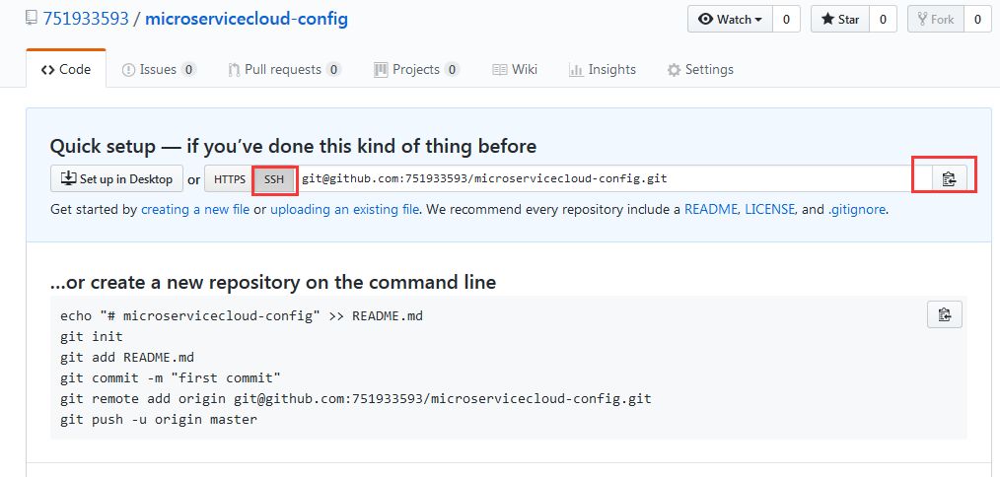 751933593 / microservicecloud-config
Watch 0 Star 0 Fork 0
Code Issues 0 Pull requests 0 Projects 0 Wiki Insights Settings
Quick setup — if you’ve done this kind of thing before
Set up in Desktop or HTTPS SSH git@github.com:751933593/microservicecloud-config.git
Get started by creating a new file or uploading an existing file. We recommend every repository include a README, LICENSE, and .gitignore.
…or create a new repository on the command line
echo "# microservicecloud-config" >> README.md
git init
git add README.md
git commit -m "first commit"
git remote add origin git@github.com:751933593/microservicecloud-config.git
git push -u origin master